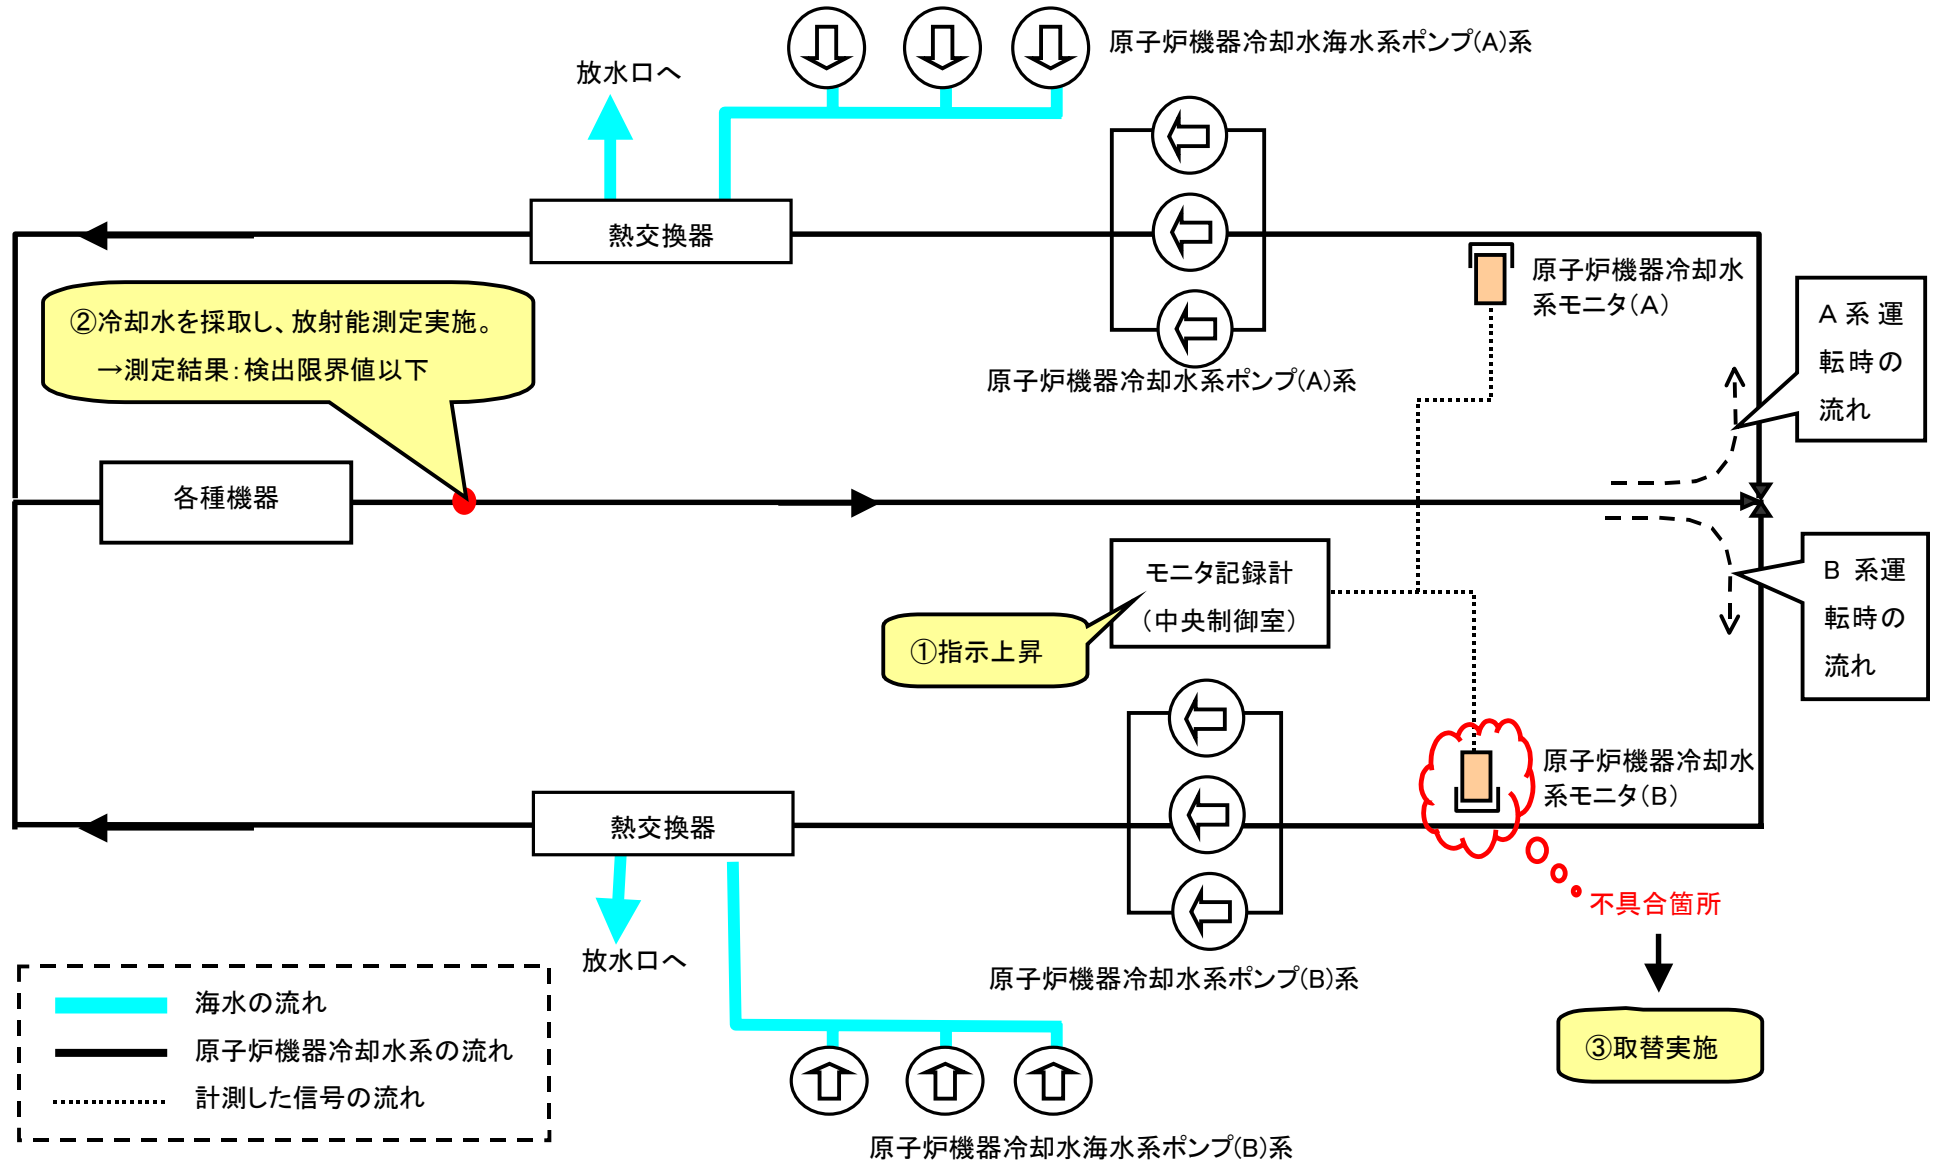 原子炉機器冷却水海水系ポンプ(A)系
放水口へ
熱交換器
原子炉機器冷却水
系モニタ(A)
A 系 運
転時の
流れ
②冷却水を採取し、放射能測定実施。
→測定結果：検出限界値以下
原子炉機器冷却水系ポンプ(A)系
各種機器
モニタ記録計
（中央制御室）
①指示上昇
B 系運
転時の
流れ
原子炉機器冷却水
系モニタ(B)
熱交換器
不具合箇所
放水口へ
原子炉機器冷却水系ポンプ(B)系
海水の流れ
原子炉機器冷却水系の流れ
計測した信号の流れ
③取替実施
原子炉機器冷却水海水系ポンプ(B)系